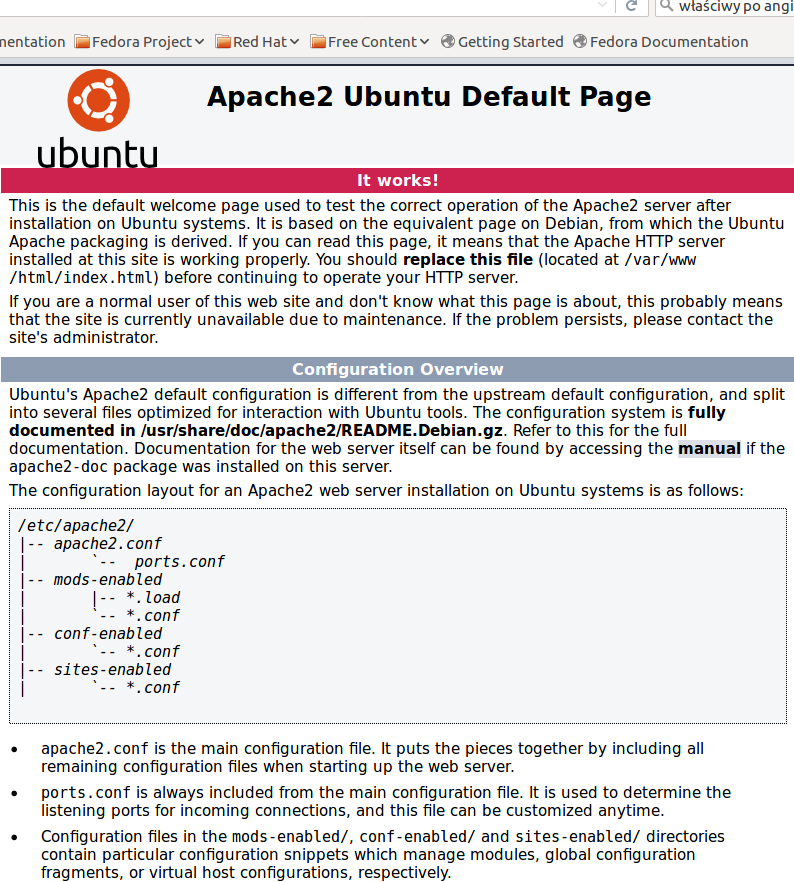 właściwy po angi
mentation Fedora Project Red Hat Free Content Getting Started Fedora Documentation
ubuntu
Apache2 Ubuntu Default Page
It works!
This is the default welcome page used to test the correct operation of the Apache2 server after
installation on Ubuntu systems. It is based on the equivalent page on Debian, from which the Ubuntu
Apache packaging is derived. If you can read this page, it means that the Apache HTTP server
installed at this site is working properly. You should replace this file (located at /var/www
/html/index.html) before continuing to operate your HTTP server.
If you are a normal user of this web site and don't know what this page is about, this probably means
that the site is currently unavailable due to maintenance. If the problem persists, please contact the
site's administrator.
Configuration Overview
Ubuntu's Apache2 default configuration is different from the upstream default configuration, and split
into several files optimized for interaction with Ubuntu tools. The configuration system is fully
documented in /usr/share/doc/apache2/README.Debian.gz. Refer to this for the full
documentation. Documentation for the web server itself can be found by accessing the manual if the
apache2-doc package was installed on this server.
The configuration layout for an Apache2 web server installation on Ubuntu systems is as follows:
/etc/apache2/
|-- apache2.conf
|       `--  ports.conf
|-- mods-enabled
|       |-- *.load
|       `-- *.conf
|-- conf-enabled
|       `-- *.conf
|-- sites-enabled
|       `-- *.conf
• apache2.conf is the main configuration file. It puts the pieces together by including all
remaining configuration files when starting up the web server.
• ports.conf is always included from the main configuration file. It is used to determine the
listening ports for incoming connections, and this file can be customized anytime.
• Configuration files in the mods-enabled/, conf-enabled/ and sites-enabled/ directories
contain particular configuration snippets which manage modules, global configuration
fragments, or virtual host configurations, respectively.